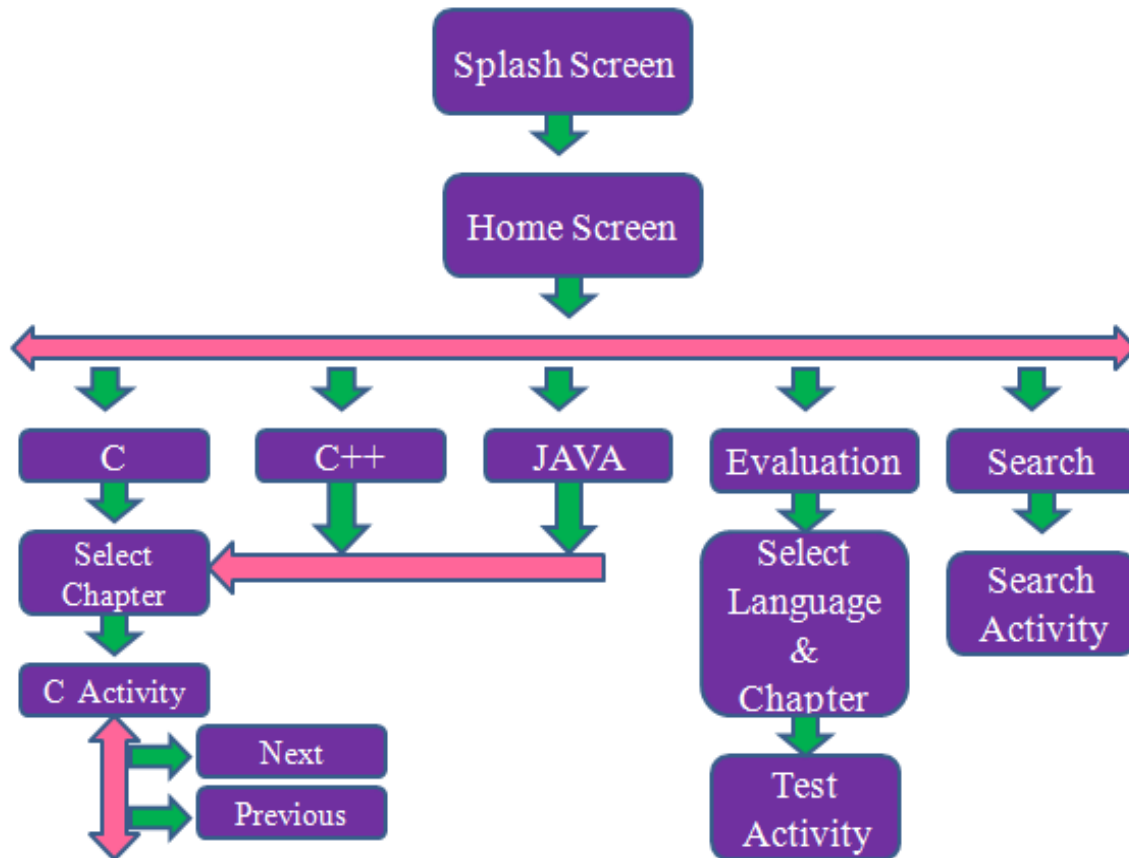 Splash Screen
Home Screen
C
C++
JAVA
Evaluation
Search
Select
Chapter
Select
Language
&
Chapter
Search
Activity
C Activity
Next
Previous
Test
Activity